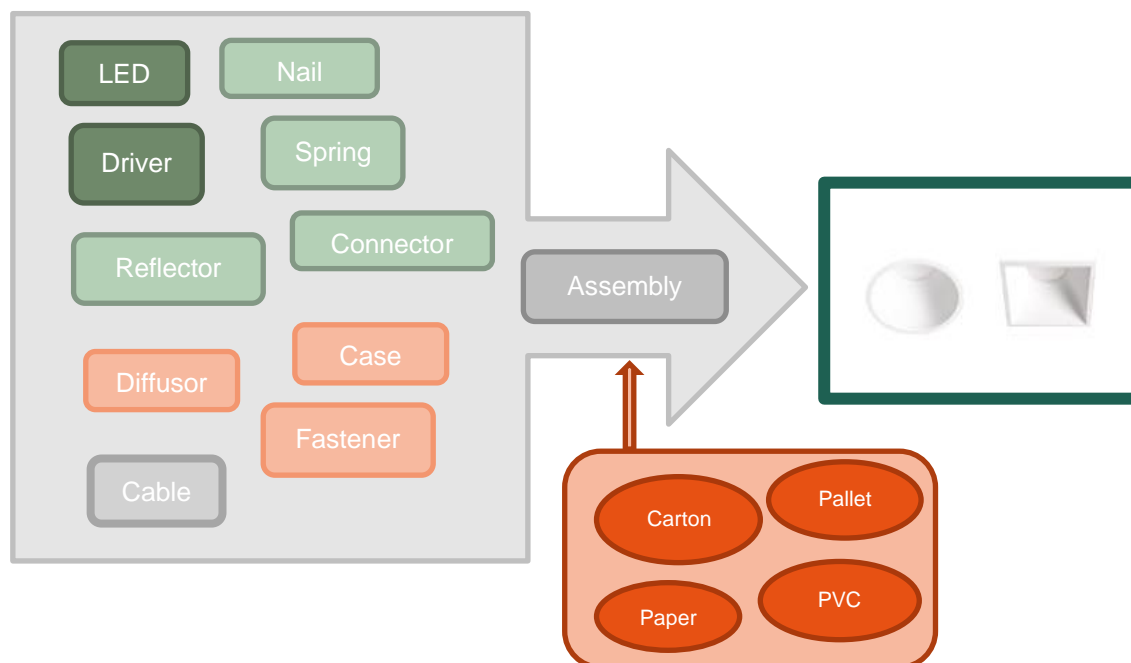 LED
Nail
Driver
Spring
Reflector
Connector
Assembly
Diffusor
Case
Fastener
Cable
Carton
Pallet
Paper
PVC